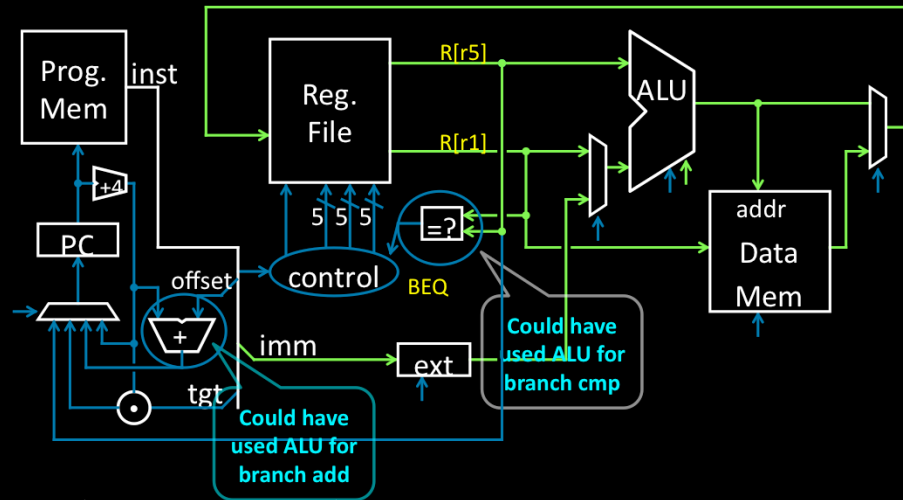 Prog.
Mem
inst
+4
PC
offset
+
tgt
Reg.
File
5 5 5
control
R[r5]
R[r1]
=?
BEQ
imm
ext
ALU
addr
Data
Mem
Could have
used ALU for
branch cmp
Could have
used ALU for
branch add